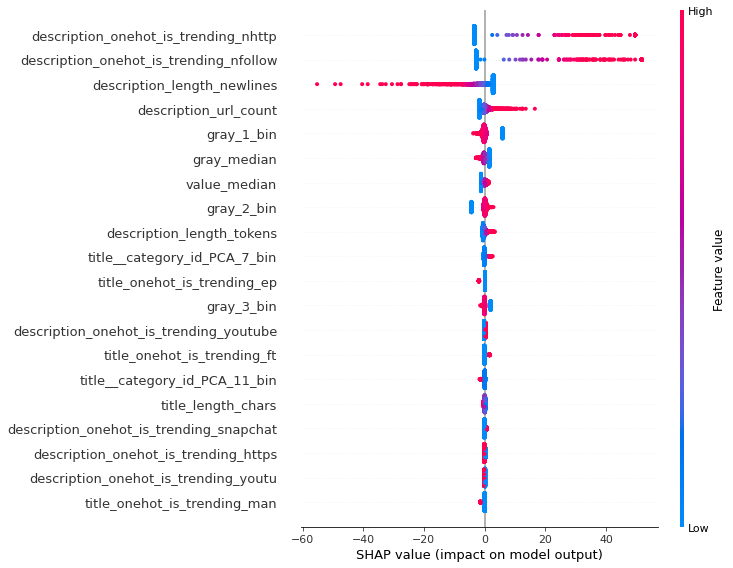 High
description_onehot_is_trending_nhttp
description_onehot_is_trending_nfollow
description_length_newlines
description_url_count
gray_1_bin
gray_median
value_median
gray_2_bin
description_length_tokens
title__category_id_PCA_7_bin
title_onehot_is_trending_ep
gray_3_bin
description_onehot_is_trending_youtube
title_onehot_is_trending_ft
title__category_id_PCA_11_bin
title_length_chars
description_onehot_is_trending_snapchat
description_onehot_is_trending_https
description_onehot_is_trending_youtu
title_onehot_is_trending_man
Feature value
Low
−60 −40 −20 0 20 40
SHAP value (impact on model output)